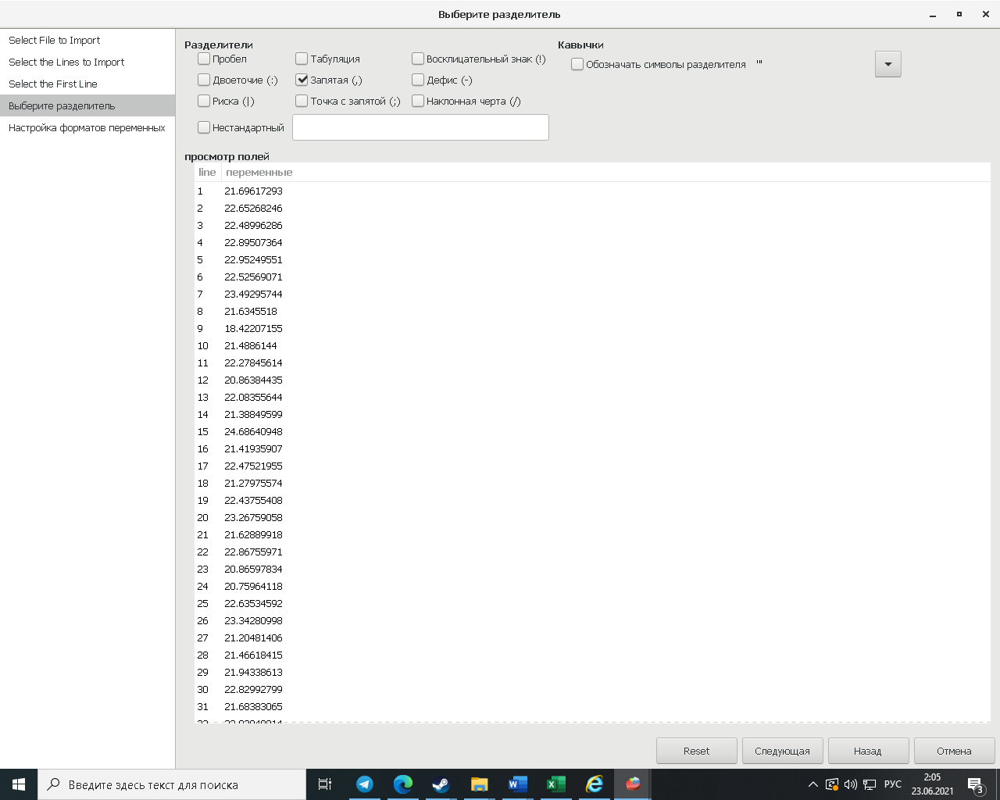 Выберите разделитель
Select File to Import
Select the Lines to Import
Select the First Line
Выберите разделитель
Настройка форматов переменных
Разделители
Пробел
Табуляция
Восклицательный знак (!)
Двоеточие (:)
Запятая (,)
Дефис (-)
Риска (|)
Точка с запятой (;)
Наклонная черта (/)
Нестандартный
Кавычки
Обозначать символы разделителя '"
просмотр полей
line переменные
1 21.69617293
2 22.65268246
3 22.48996286
4 22.89507364
5 22.95249551
6 22.52569071
7 23.49295744
8 21.6345518
9 18.42207155
10 21.4886144
11 22.27845614
12 20.86384435
13 22.08355644
14 21.38849599
15 24.68640948
16 21.41935907
17 22.47521955
18 21.27975574
19 22.43755408
20 23.26759058
21 21.62889918
22 22.86755971
23 20.86597834
24 20.75964118
25 22.63534592
26 23.34280998
27 21.20481406
28 21.46618415
29 21.94338613
30 22.82992799
31 21.68383065
Reset
Следующая
Назад
Отмена
Введите здесь текст для поиска
РУС
2:05
23.06.2021
3